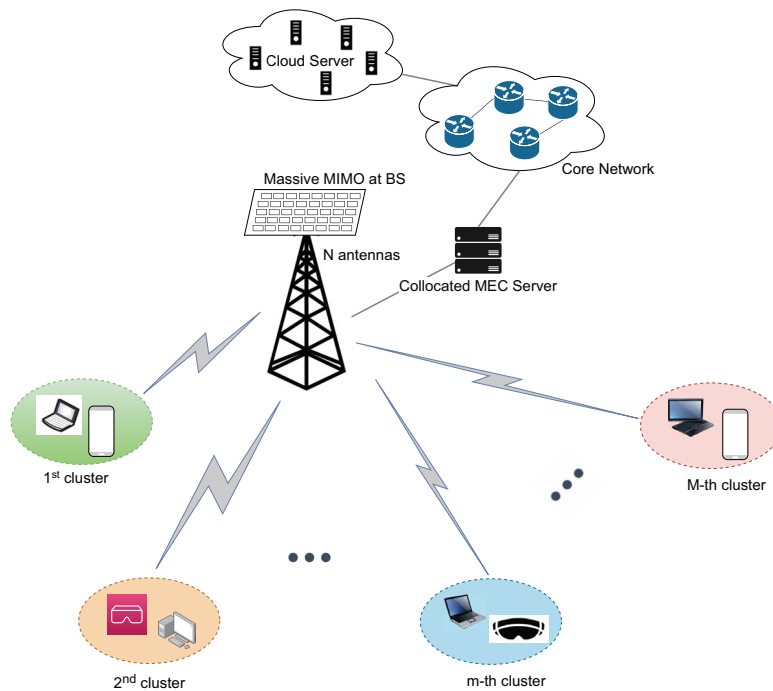 Cloud Server
Core Network
Massive MIMO at BS
N antennas
Collocated MEC Server
1st cluster
M-th cluster
2nd cluster
m-th cluster